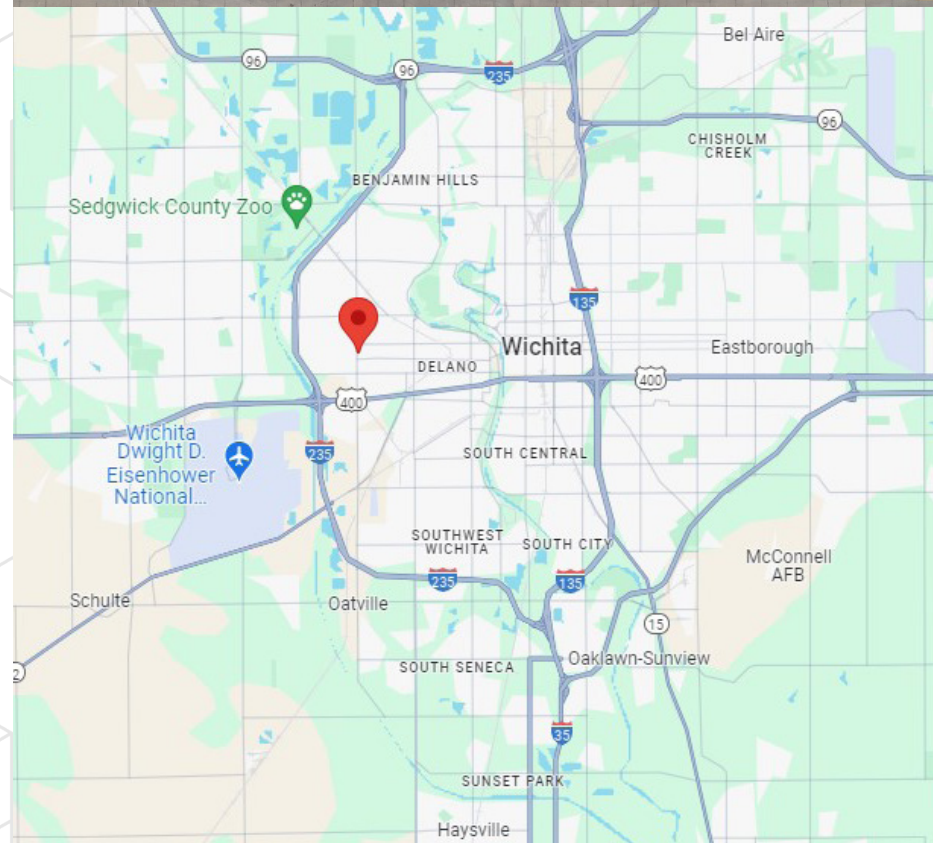 Bel Aire
96
96
235
96
CHISHOLM
CREEK
BENJAMIN HILLS
Sedgwick County Zoo
135
Wichita
Eastborough
DELANO
400
400
Wichita
Dwight D.
Eisenhower
National...
235
SOUTH CENTRAL
SOUTHWEST
WICHITA
SOUTH CITY
McConnell
AFB
235
135
Schulte
Oatville
15
Oaklawn-Sunview
SOUTH SENECA
2
35
SUNSET PARK
Haysville